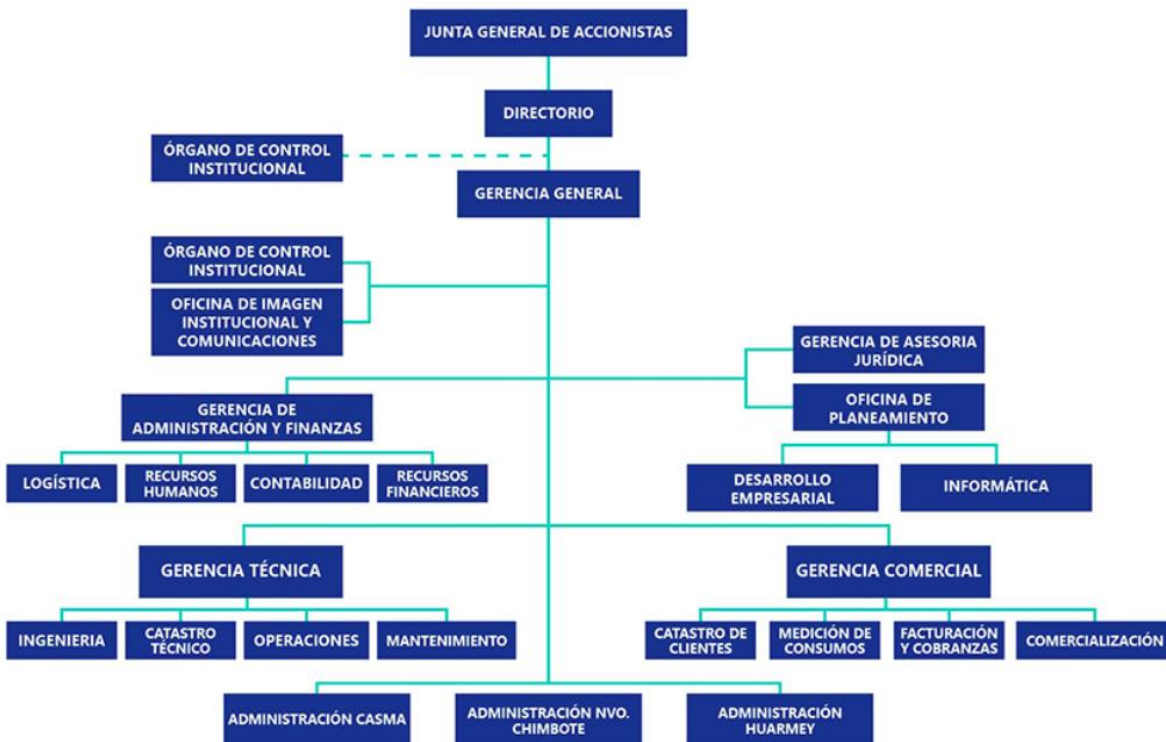 JUNTA GENERAL DE ACCIONISTAS
DIRECTORIO
ÓRGANO DE CONTROL
INSTITUCIONAL
GERENCIA GENERAL
ÓRGANO DE CONTROL
INSTITUCIONAL
OFICINA DE IMAGEN
INSTITUCIONAL Y
COMUNICACIONES
GERENCIA DE ASESORIA
JURÍDICA
OFICINA DE
PLANEAMIENTO
DESARROLLO
EMPRESARIAL
INFORMÁTICA
GERENCIA DE
ADMINISTRACIÓN Y FINANZAS
LOGÍSTICA
RECURSOS
HUMANOS
CONTABILIDAD
RECURSOS
FINANCIEROS
GERENCIA TÉCNICA
INGENIERIA
CATASTRO
TÉCNICO
OPERACIONES
MANTENIMIENTO
GERENCIA COMERCIAL
CATASTRO DE
CLIENTES
MEDICIÓN DE
CONSUMOS
FACTURACIÓN
Y COBRANZAS
COMERCIALIZACIÓN
ADMINISTRACIÓN CASMA
ADMINISTRACIÓN NVO.
CHIMBOTE
ADMINISTRACIÓN
HUARMEY